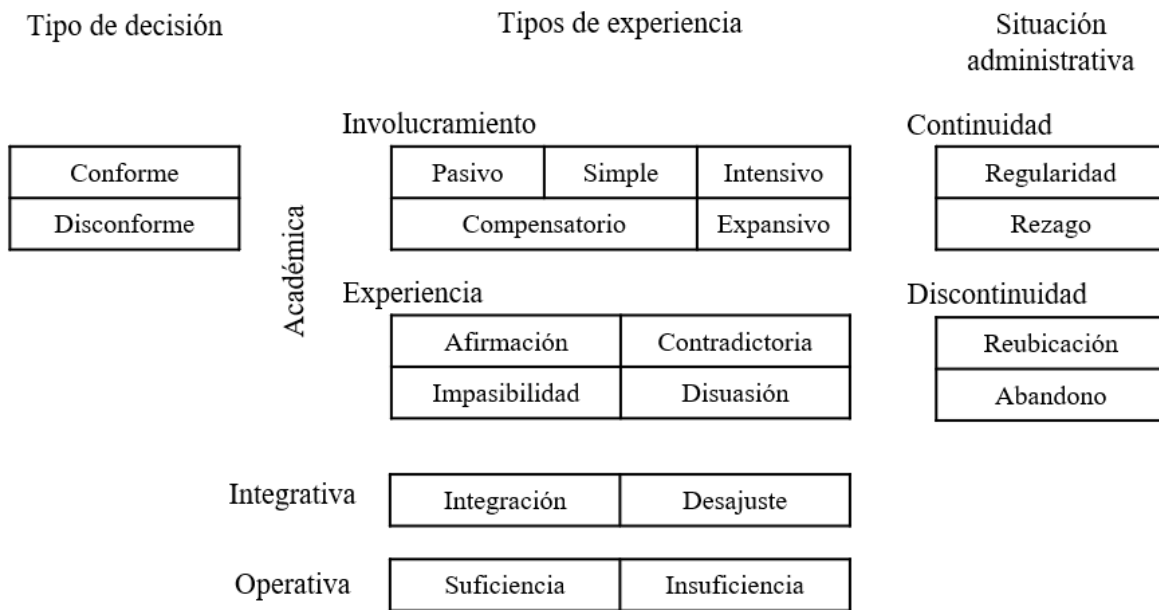 Tipo de decisión
Tipos de experiencia
Situación
administrativa
Conforme
Disconforme
Académica
Involucramiento
Pasivo Simple Intensivo
Compensatorio Expansivo
Experiencia
Afirmación Contradictoria
Impasibilidad Disuasión
Integrativa Integración Desajuste
Operativa Suficiencia Insuficiencia
Continuidad
Regularidad
Rezago
Discontinuidad
Reubicación
Abandono